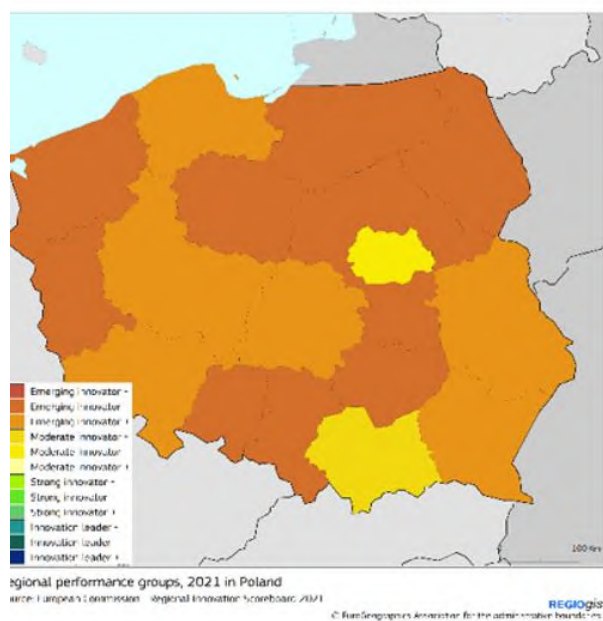 Emerging innovator -
Emerging innovator
Emerging innovator +
Moderate innovator -
Moderate innovator
Moderate innovator +
Strong innovator -
Strong innovator
Strong innovator +
Innovation leader -
Innovation leader
Innovation leader +
100 Km
egional performance groups, 2021 in Poland
ource: European Commission - Regional Innovation Scoreboard 2021
REGIOgis
© EuroGeographics Association for the administrative boundaries